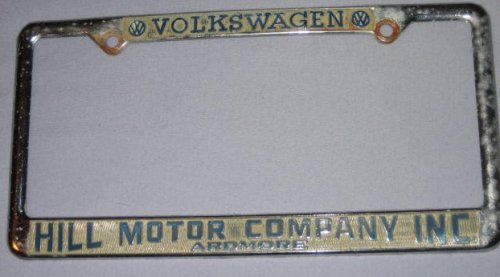 VOLKSWAGEN
HILL MOTOR COMPANY INC
ARDMORE